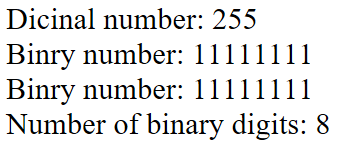 Dicinal number: 255
Binry number: 11111111
Binry number: 11111111
Number of binary digits: 8